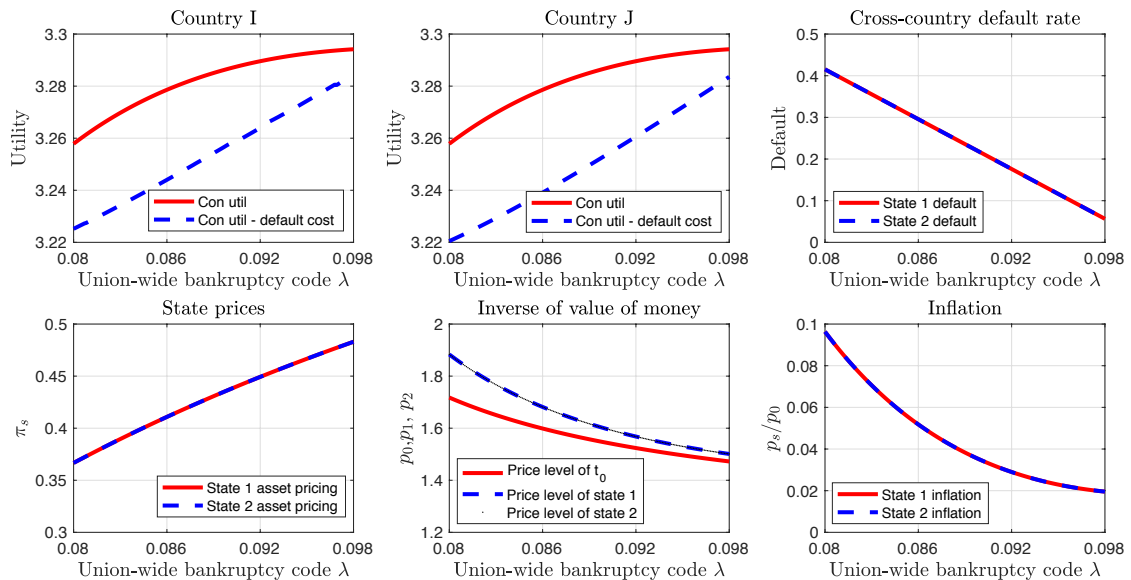 Country I
3.3
3.28
3.26
3.24
3.22
Utility
Con util
Con util - default cost
0.08
0.086
0.092
0.098
Union-wide bankruptcy code λ
Country J
3.3
3.28
3.26
3.24
3.22
Utility
Con util
Con util - default cost
0.08
0.086
0.092
0.098
Union-wide bankruptcy code λ
Cross-country default rate
0.5
0.4
0.3
0.2
0.1
0
Default
State 1 default
State 2 default
0.08
0.086
0.092
0.098
Union-wide bankruptcy code λ
State prices
0.5
0.45
0.4
0.35
0.3
π_s
State 1 asset pricing
State 2 asset pricing
0.08
0.086
0.092
0.098
Union-wide bankruptcy code λ
Inverse of value of money
2
1.8
1.6
1.4
1.2
p_0,p_1, p_2
Price level of t_0
Price level of state 1
Price level of state 2
0.08
0.086
0.092
0.098
Union-wide bankruptcy code λ
Inflation
0.1
0.08
0.06
0.04
0.02
0
p_s/p_0
State 1 inflation
State 2 inflation
0.08
0.086
0.092
0.098
Union-wide bankruptcy code λ